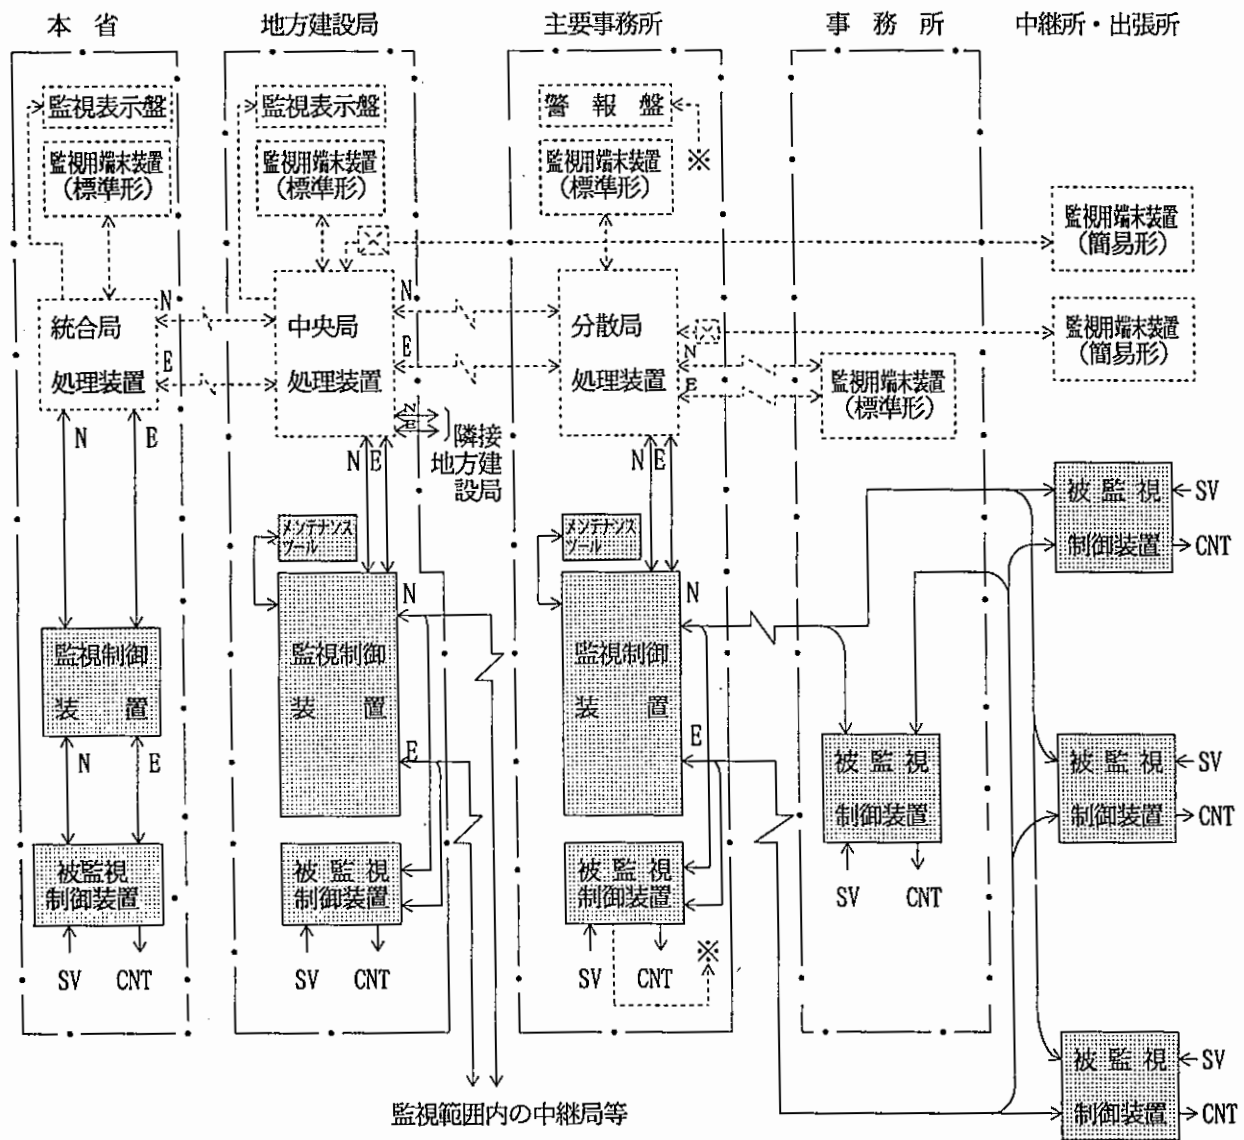 本省
地方建設局
主要事務所
事務所
中継所・出張所
監視表示盤
監視用端末装置
(標準形)
統合局
処理装置
N
E
N
E
監視制御
装置
N
E
被監視
制御装置
SV
CNT
監視表示盤
監視用端末装置
(標準形)
中央局
処理装置
N
E
N
E
隣接
地方建
設局
N
E
メンテナンス
ツール
監視制御
装置
N
E
被監視
制御装置
SV
CNT
監視範囲内の中継局等
警報盤
※
監視用端末装置
(標準形)
分散局
処理装置
N
E
N
E
メンテナンス
ツール
監視制御
装置
N
E
被監視
制御装置
SV
CNT
※
監視用端末装置
(標準形)
被監視
制御装置
SV
CNT
監視用端末装置
(簡易形)
監視用端末装置
(簡易形)
被監視
制御装置
SV
CNT
被監視
制御装置
SV
CNT
被監視
制御装置
SV
CNT